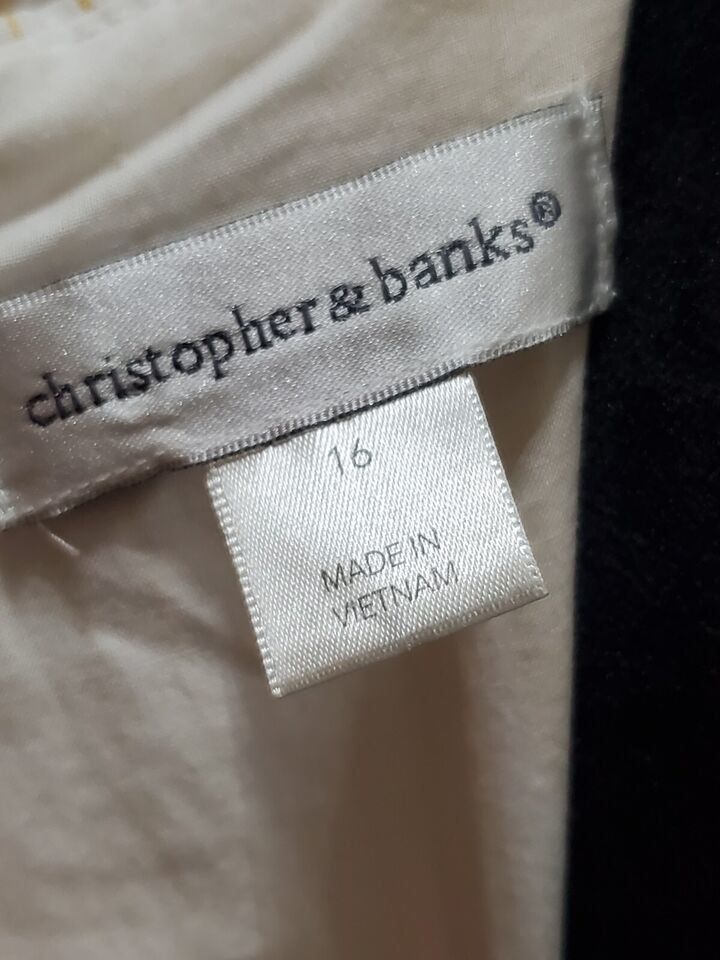 christopher & banks®
16
MADE IN
VIETNAM